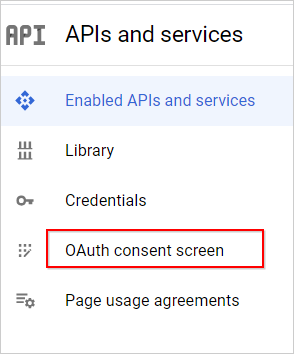 API APIs and services
Enabled APIs and services
Library
Credentials
OAuth consent screen
Page usage agreements